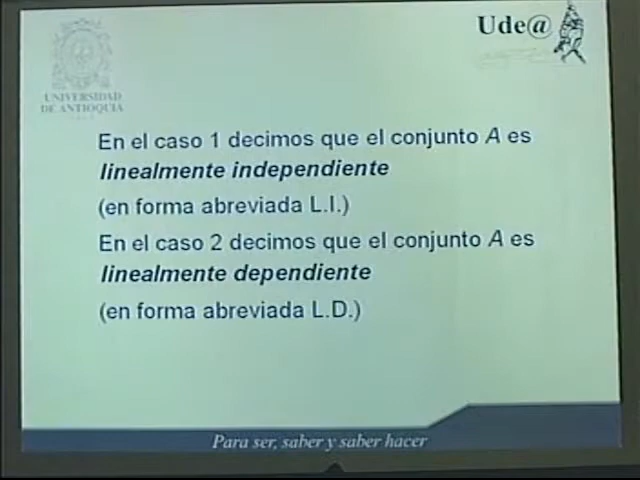 Ude@
UNIVERSIDAD
DE ANTIOQUIA
En el caso 1 decimos que el conjunto A es
linealmente independiente
(en forma abreviada L.I.)
En el caso 2 decimos que el conjunto A es
linealmente dependiente
(en forma abreviada L.D.)
Para ser, saber y saber hacer